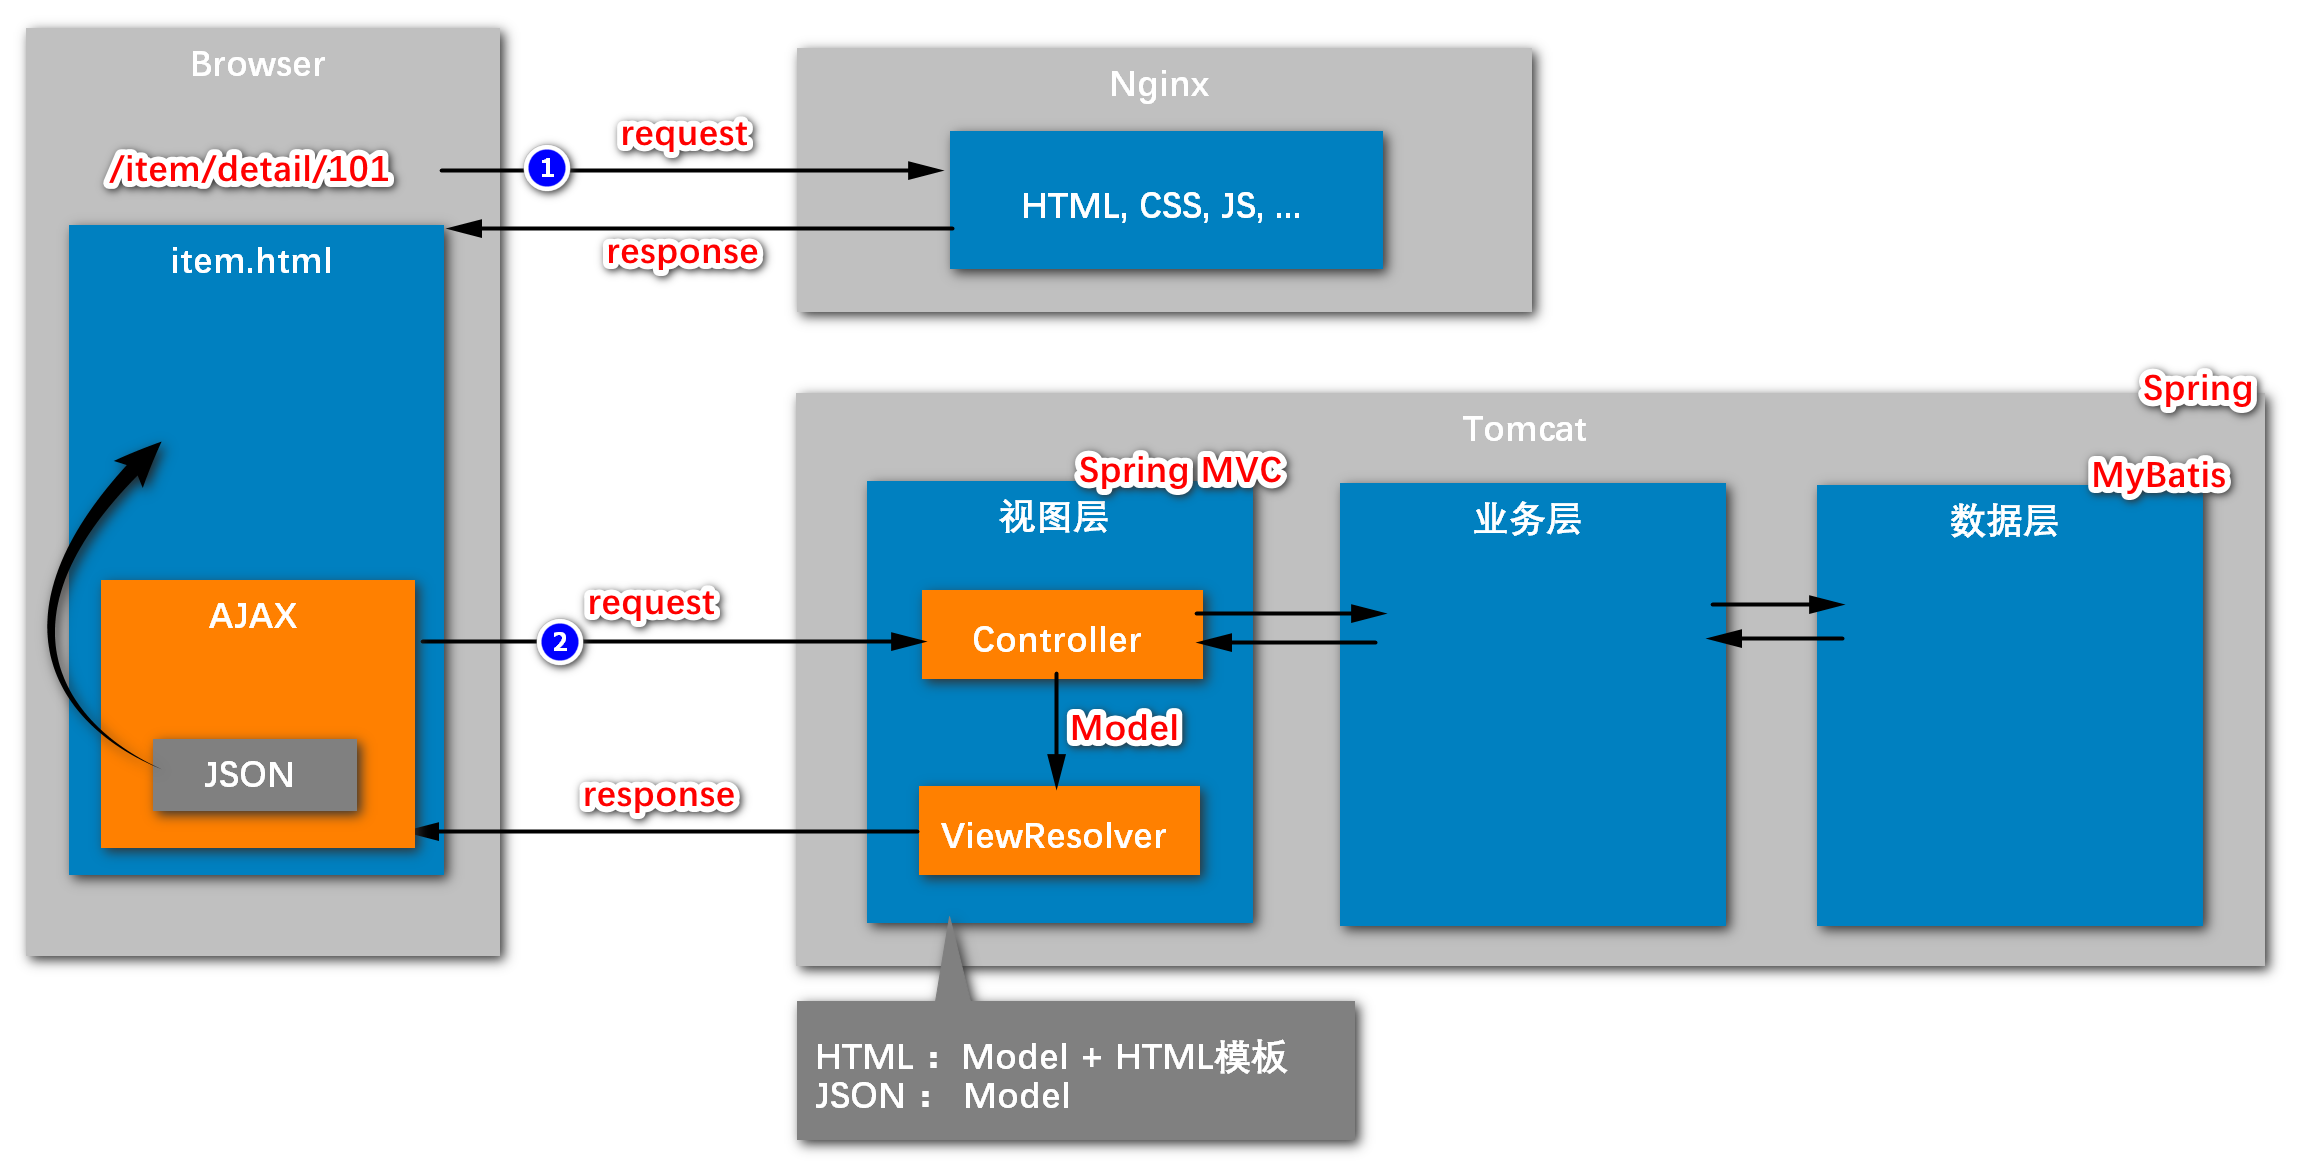 Browser
/item/detail/101
item.html
AJAX
JSON
1
request
response
Nginx
HTML, CSS, JS, ...
2
request
response
Spring
Tomcat
Spring MVC
视图层
Controller
Model
ViewResolver
业务层
MyBatis
数据层
HTML： Model + HTML模板
JSON： Model